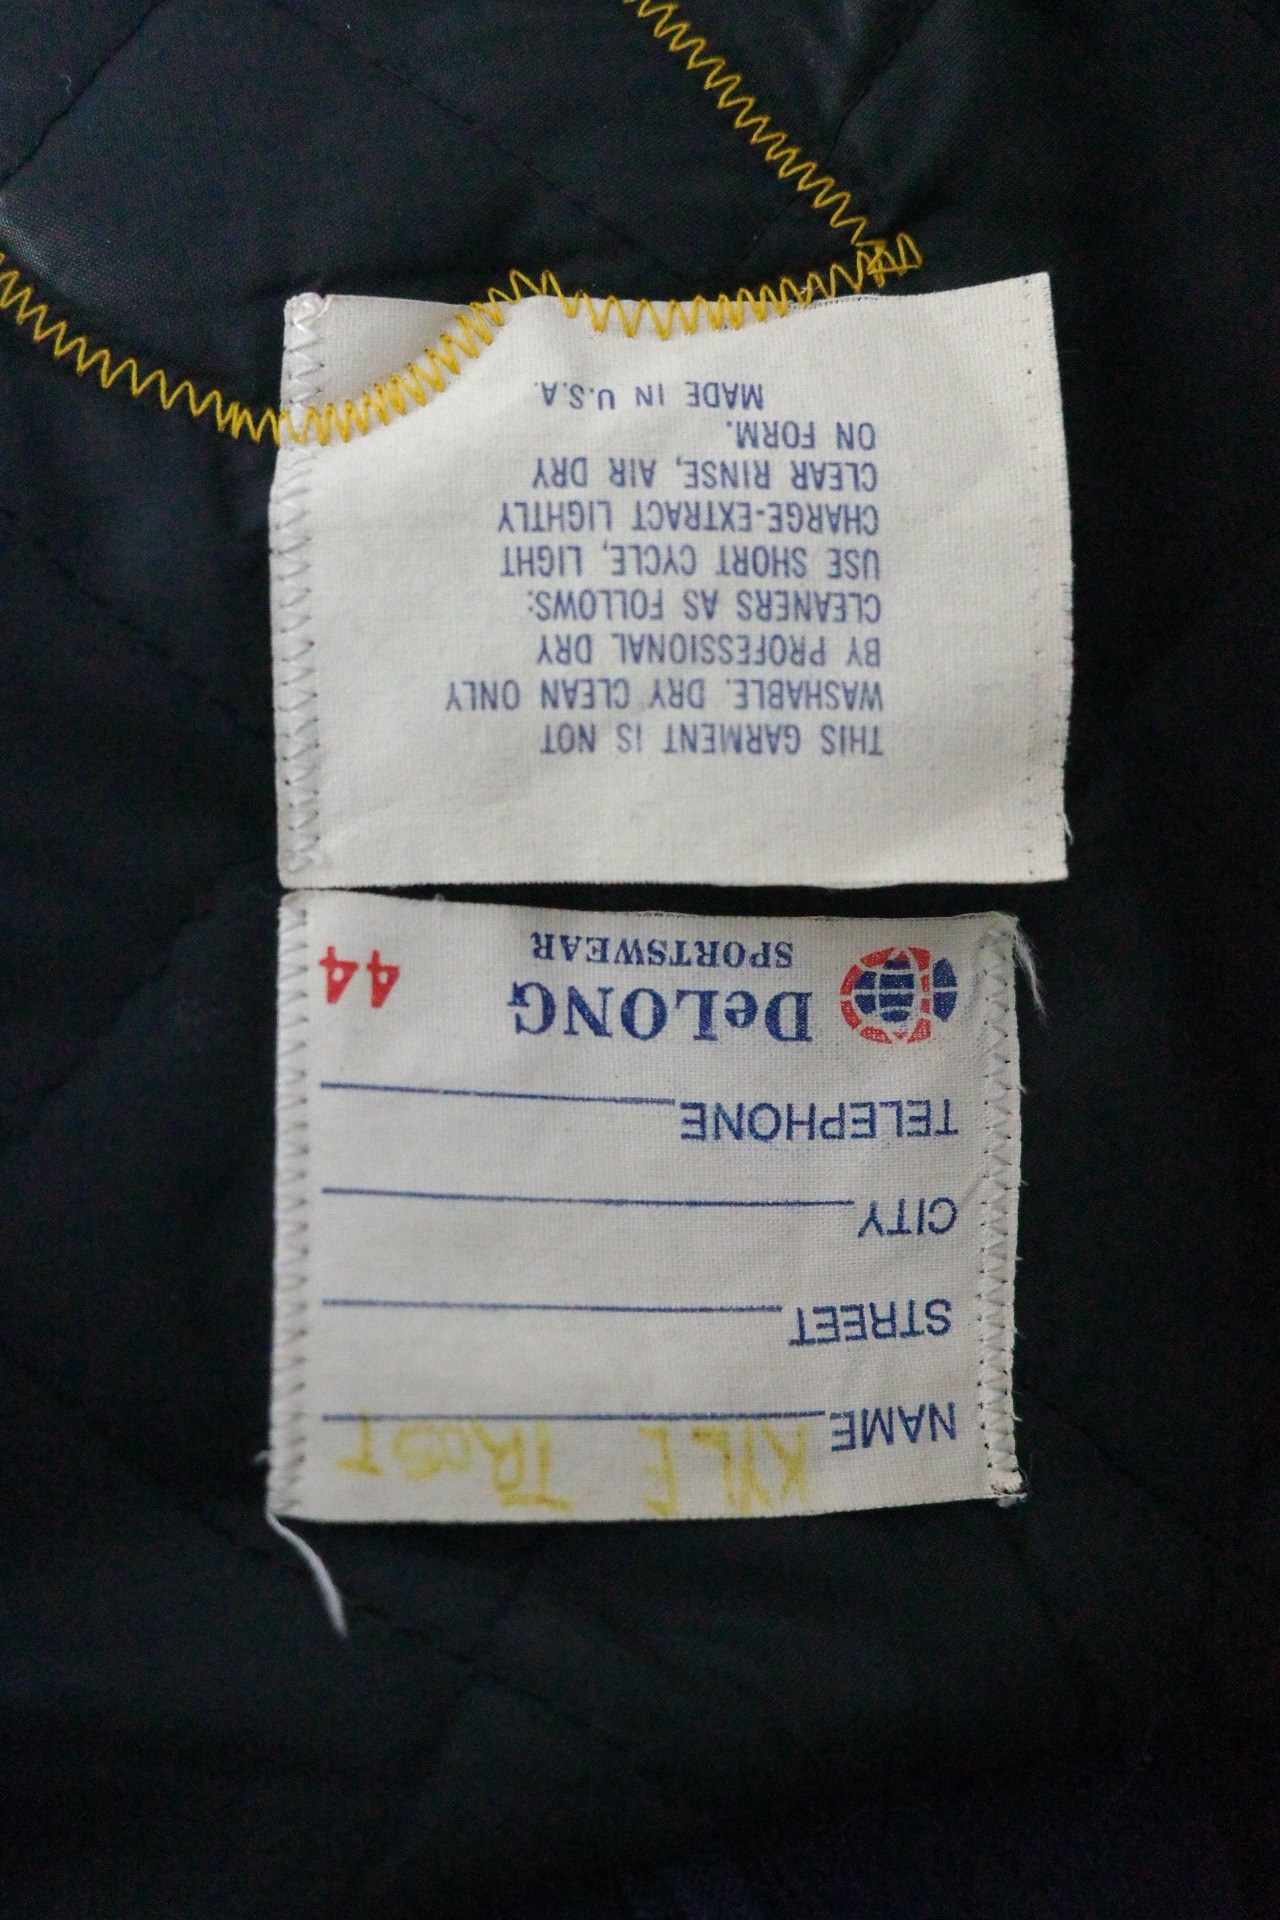 NAME KYLE TROST
STREET
CITY
TELEPHONE
DeLONG 44
SPORTSWEAR
THIS GARMENT IS NOT
WASHABLE. DRY CLEAN ONLY
BY PROFESSIONAL DRY
CLEANERS AS FOLLOWS:
USE SHORT CYCLE, LIGHT
CHARGE-EXTRACT LIGHTLY
CLEAR RINSE, AIR DRY
ON FORM.
MADE IN U.S.A.